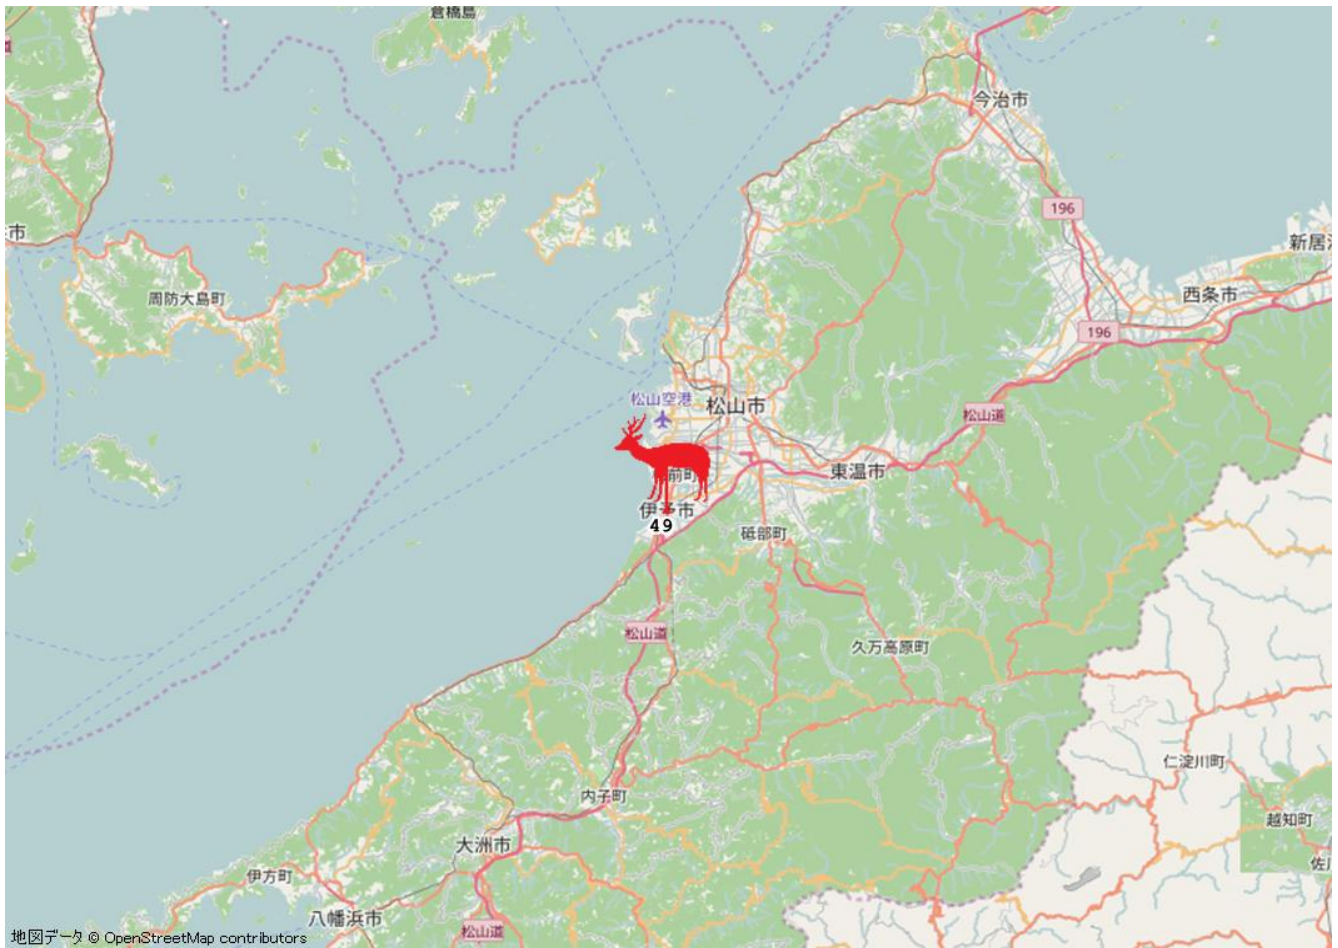 倉橋島
今治市
196
市
新居
周防大島町
西条市
196
松山空港
松山市
松山道
東温市
前町
伊予市
49
砥部町
松山道
久万高原町
仁淀川町
内子町
越知町
大洲市
佐川
伊方町
八幡浜市
松山道
地図データ © OpenStreetMap contributors